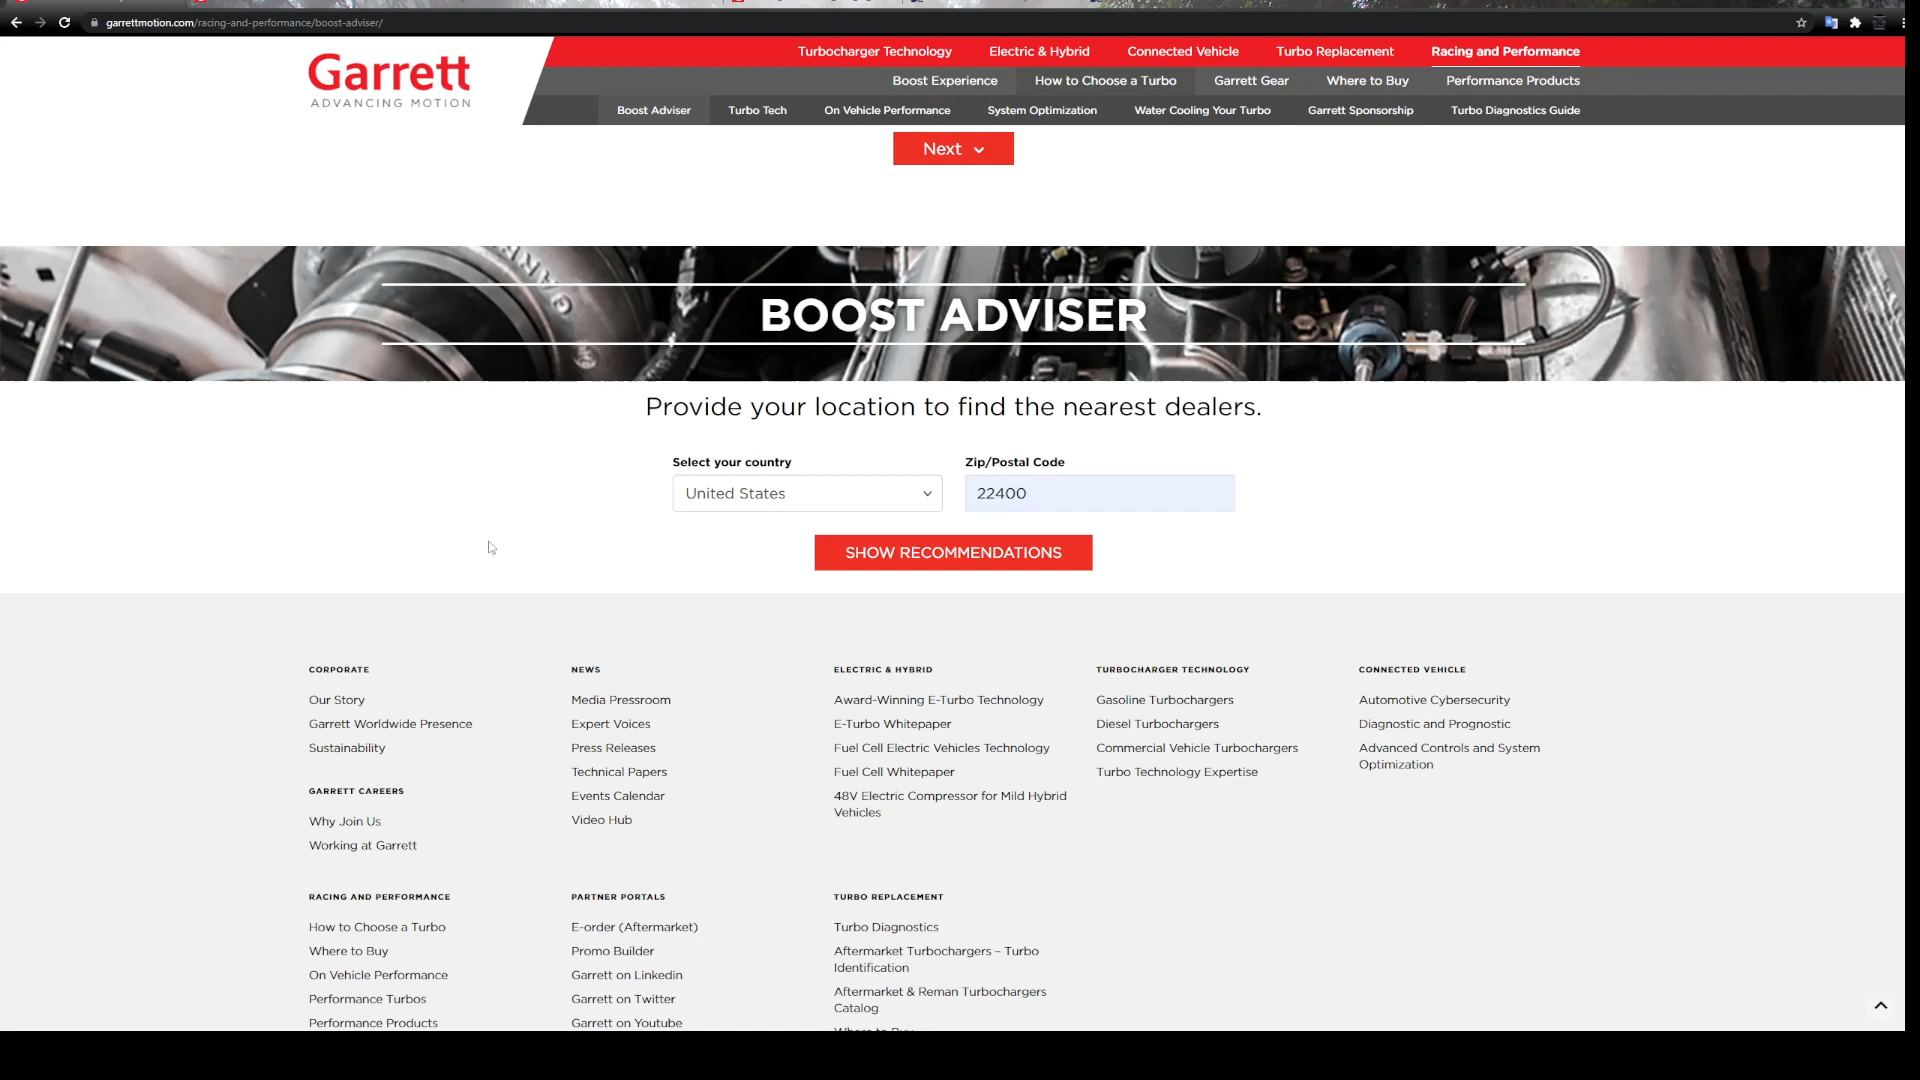 garrettmotion.com/racing-and-performance/boost-adviser/
Garrett
ADVANCING MOTION
Turbocharger Technology
Electric & Hybrid
Connected Vehicle
Turbo Replacement
Racing and Performance
Boost Experience
How to Choose a Turbo
Garrett Gear
Where to Buy
Performance Products
Boost Adviser
Turbo Tech
On Vehicle Performance
System Optimization
Water Cooling Your Turbo
Garrett Sponsorship
Turbo Diagnostics Guide
Next
BOOST ADVISER
Provide your location to find the nearest dealers.
Select your country
Zip/Postal Code
United States
22400
SHOW RECOMMENDATIONS
CORPORATE
Our Story
Garrett Worldwide Presence
Sustainability
GARRETT CAREERS
Why Join Us
Working at Garrett
NEWS
Media Pressroom
Expert Voices
Press Releases
Technical Papers
Events Calendar
Video Hub
ELECTRIC & HYBRID
Award-Winning E-Turbo Technology
E-Turbo Whitepaper
Fuel Cell Electric Vehicles Technology
Fuel Cell Whitepaper
48V Electric Compressor for Mild Hybrid
Vehicles
TURBOCHARGER TECHNOLOGY
Gasoline Turbochargers
Diesel Turbochargers
Commercial Vehicle Turbochargers
Turbo Technology Expertise
CONNECTED VEHICLE
Automotive Cybersecurity
Diagnostic and Prognostic
Advanced Controls and System
Optimization
RACING AND PERFORMANCE
How to Choose a Turbo
Where to Buy
On Vehicle Performance
Performance Turbos
Performance Products
PARTNER PORTALS
E-order (Aftermarket)
Promo Builder
Garrett on Linkedin
Garrett on Twitter
Garrett on Youtube
TURBO REPLACEMENT
Turbo Diagnostics
Aftermarket Turbochargers – Turbo
Identification
Aftermarket & Reman Turbochargers
Catalog
Where to Buy